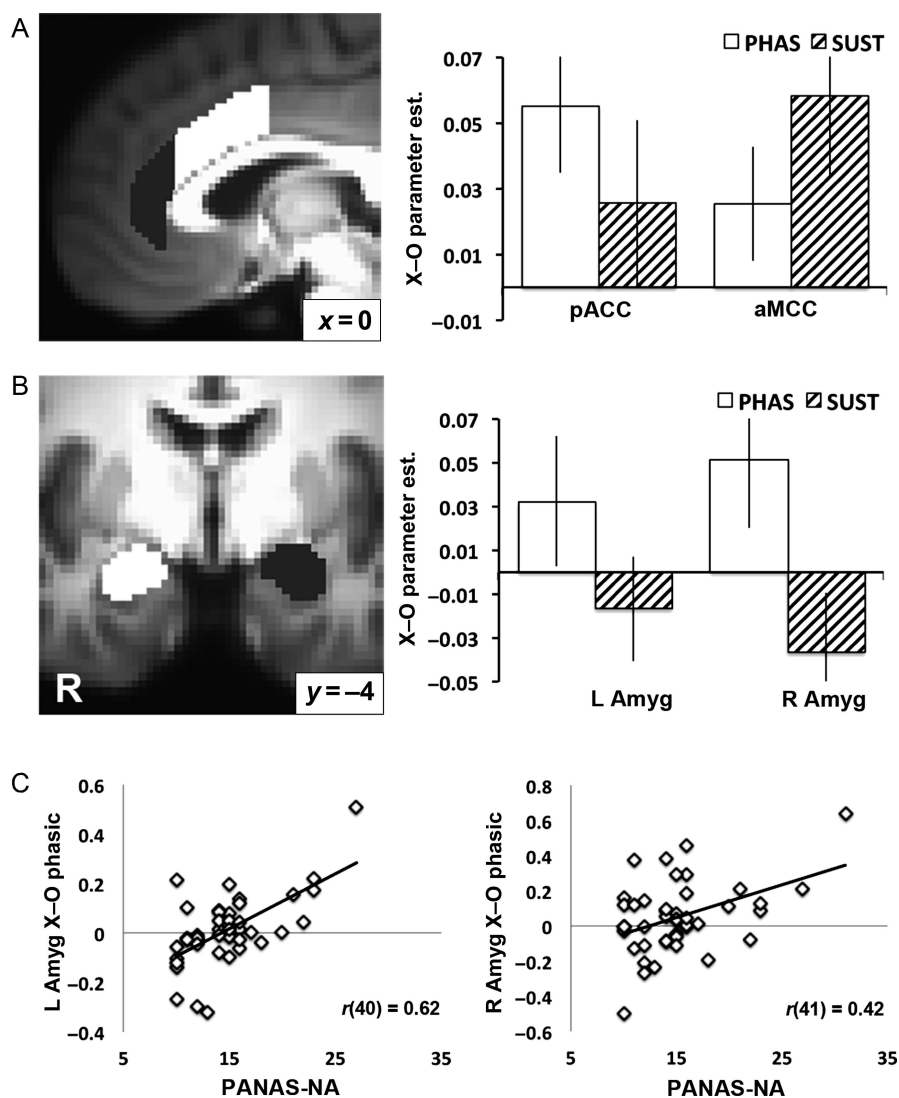 A
x = 0
X–O parameter est.
PHAS SUST
0.07
0.05
0.03
0.01
–0.01
pACC aMCC
B
R
y = –4
X–O parameter est.
PHAS SUST
0.07
0.05
0.03
0.01
–0.01
–0.03
–0.05
L Amyg R Amyg
C
L Amyg X–O phasic
0.6
0.4
0.2
0
–0.2
–0.4
r(40) = 0.62
5 15 25 35
PANAS-NA
R Amyg X–O phasic
0.8
0.6
0.4
0.2
0
–0.2
–0.4
–0.6
r(41) = 0.42
5 15 25 35
PANAS-NA